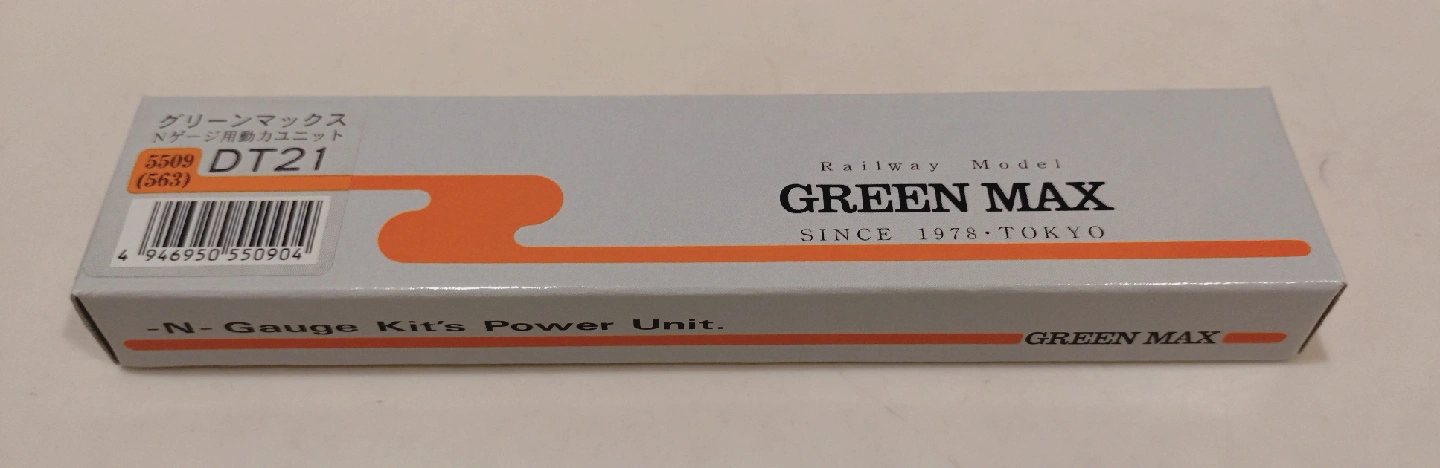 グリーンマックス
Nゲージ用動力ユニット
5509
(563)
DT21
4 946950 550904
Railway Model
GREEN MAX
SINCE 1978・TOKYO
-N- Gauge Kit's Power Unit.
GREEN MAX